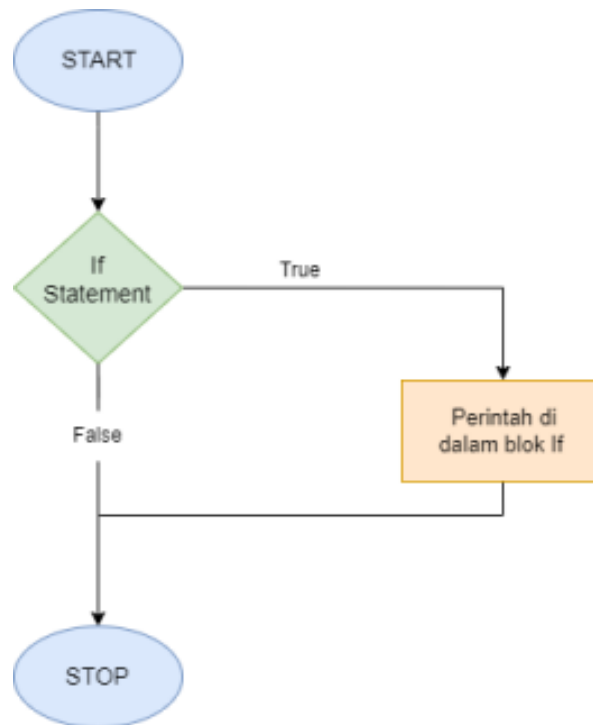 START
If
Statement
True
Perintah di
dalam blok If
False
STOP